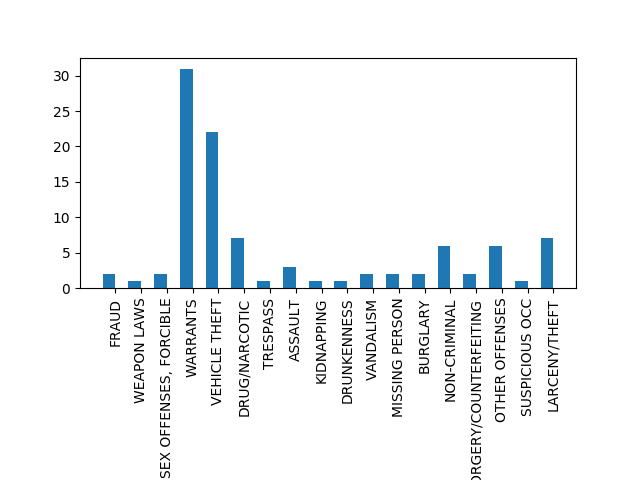 30
25
20
15
10
5
0
FRAUD
WEAPON LAWS
SEX OFFENSES, FORCIBLE
WARRANTS
VEHICLE THEFT
DRUG/NARCOTIC
TRESPASS
ASSAULT
KIDNAPPING
DRUNKENNESS
VANDALISM
MISSING PERSON
BURGLARY
NON-CRIMINAL
ORGERY/COUNTERFEITING
OTHER OFFENSES
SUSPICIOUS OCC
LARCENY/THEFT